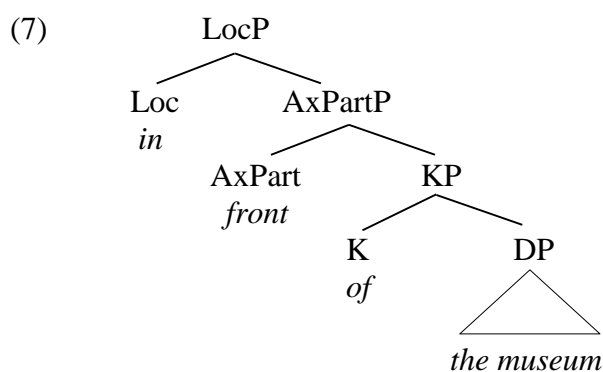 (7) LocP
Loc AxPartP
in
AxPart KP
front
K DP
of
the museum